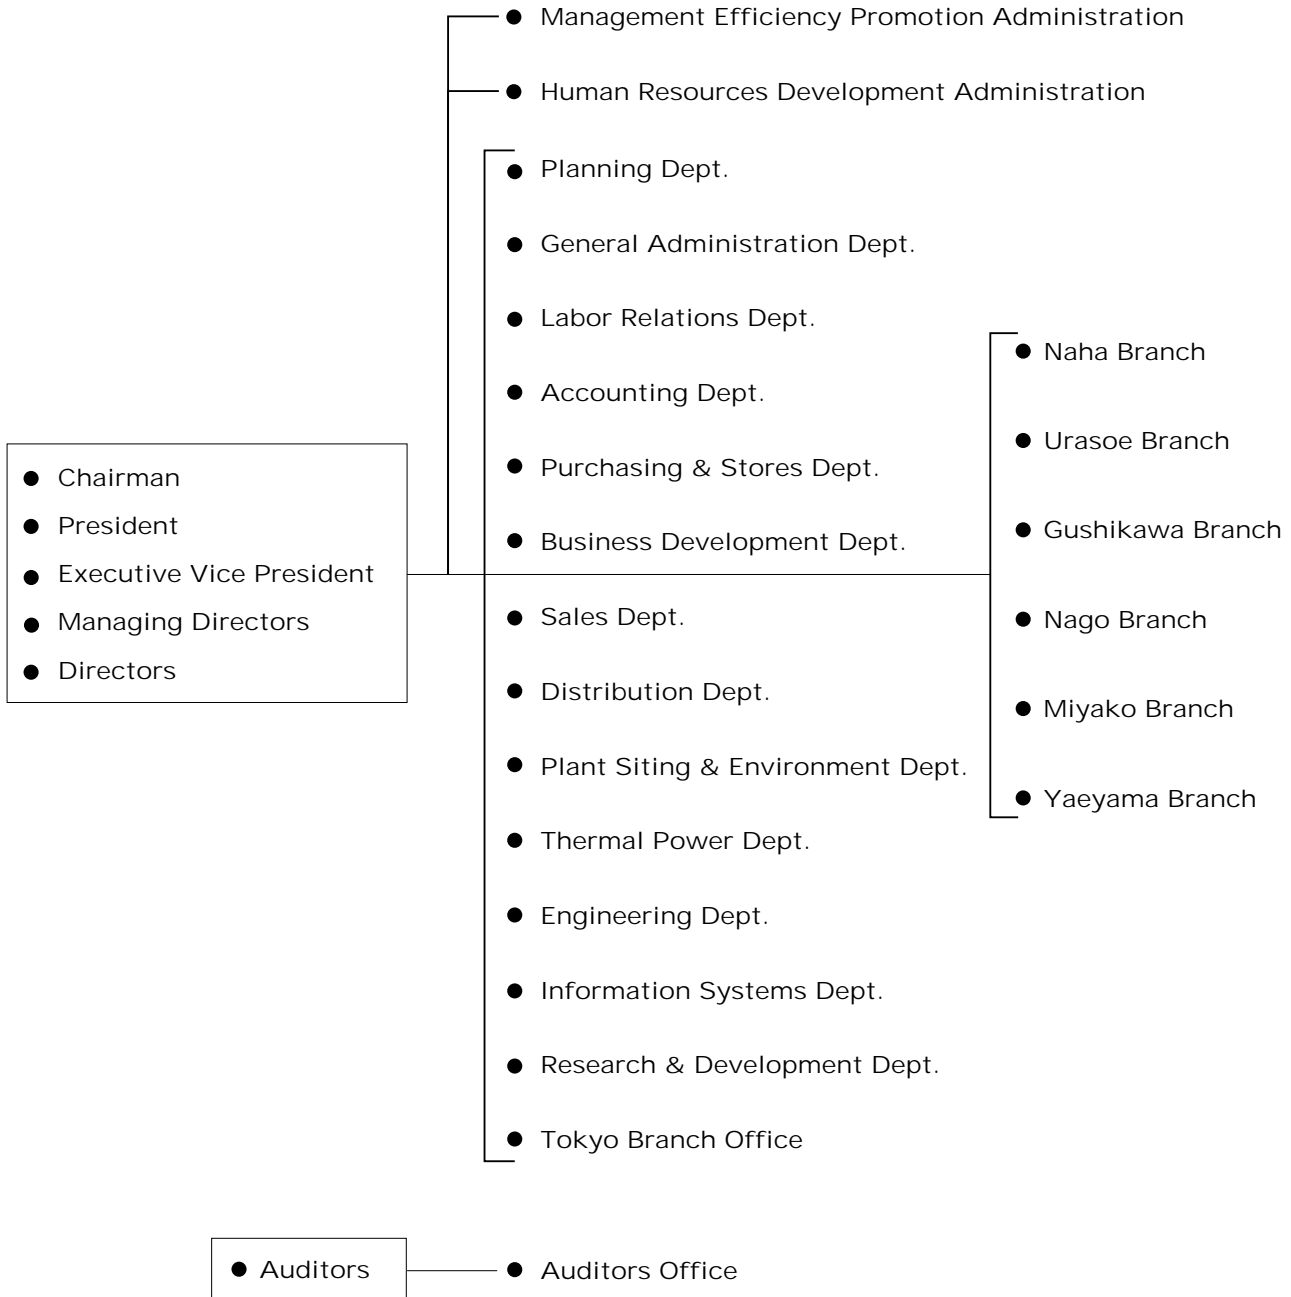 Management Efficiency Promotion Administration
Human Resources Development Administration
Planning Dept.
General Administration Dept.
Labor Relations Dept.
Accounting Dept.
Purchasing & Stores Dept.
Business Development Dept.
Sales Dept.
Distribution Dept.
Plant Siting & Environment Dept.
Thermal Power Dept.
Engineering Dept.
Information Systems Dept.
Research & Development Dept.
Tokyo Branch Office
Naha Branch
Urasoe Branch
Gushikawa Branch
Nago Branch
Miyako Branch
Yaeyama Branch
Chairman
President
Executive Vice President
Managing Directors
Directors
Auditors
Auditors Office